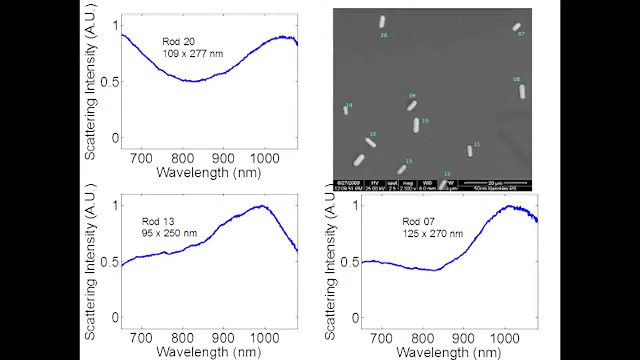 Scattering Intensity (A.U.)
1
0.5
0
Rod 20
109 x 277 nm
700 800 900 1000
Wavelength (nm)
20
07
08
09
10
11
13
12
20 µm
Scattering Intensity (A.U.)
1
0.5
0
Rod 13
95 x 250 nm
700 800 900 1000
Wavelength (nm)
Scattering Intensity (A.U.)
1
0.5
0
Rod 07
125 x 270 nm
700 800 900 1000
Wavelength (nm)